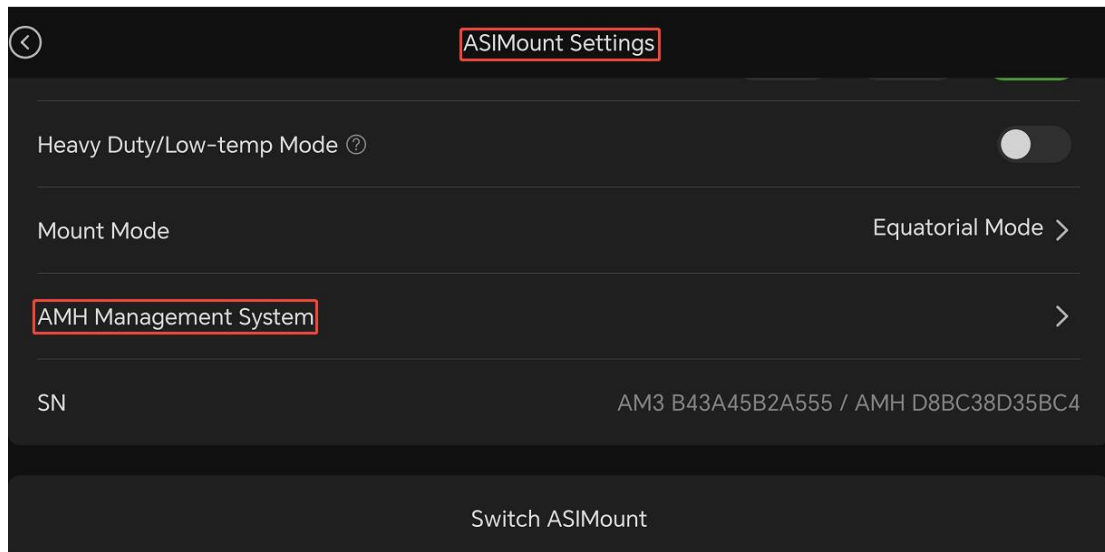 ASIMount Settings
Heavy Duty/Low-temp Mode ?
Mount Mode
Equatorial Mode
AMH Management System
SN
AM3 B43A45B2A555 / AMH D8BC38D35BC4
Switch ASIMount